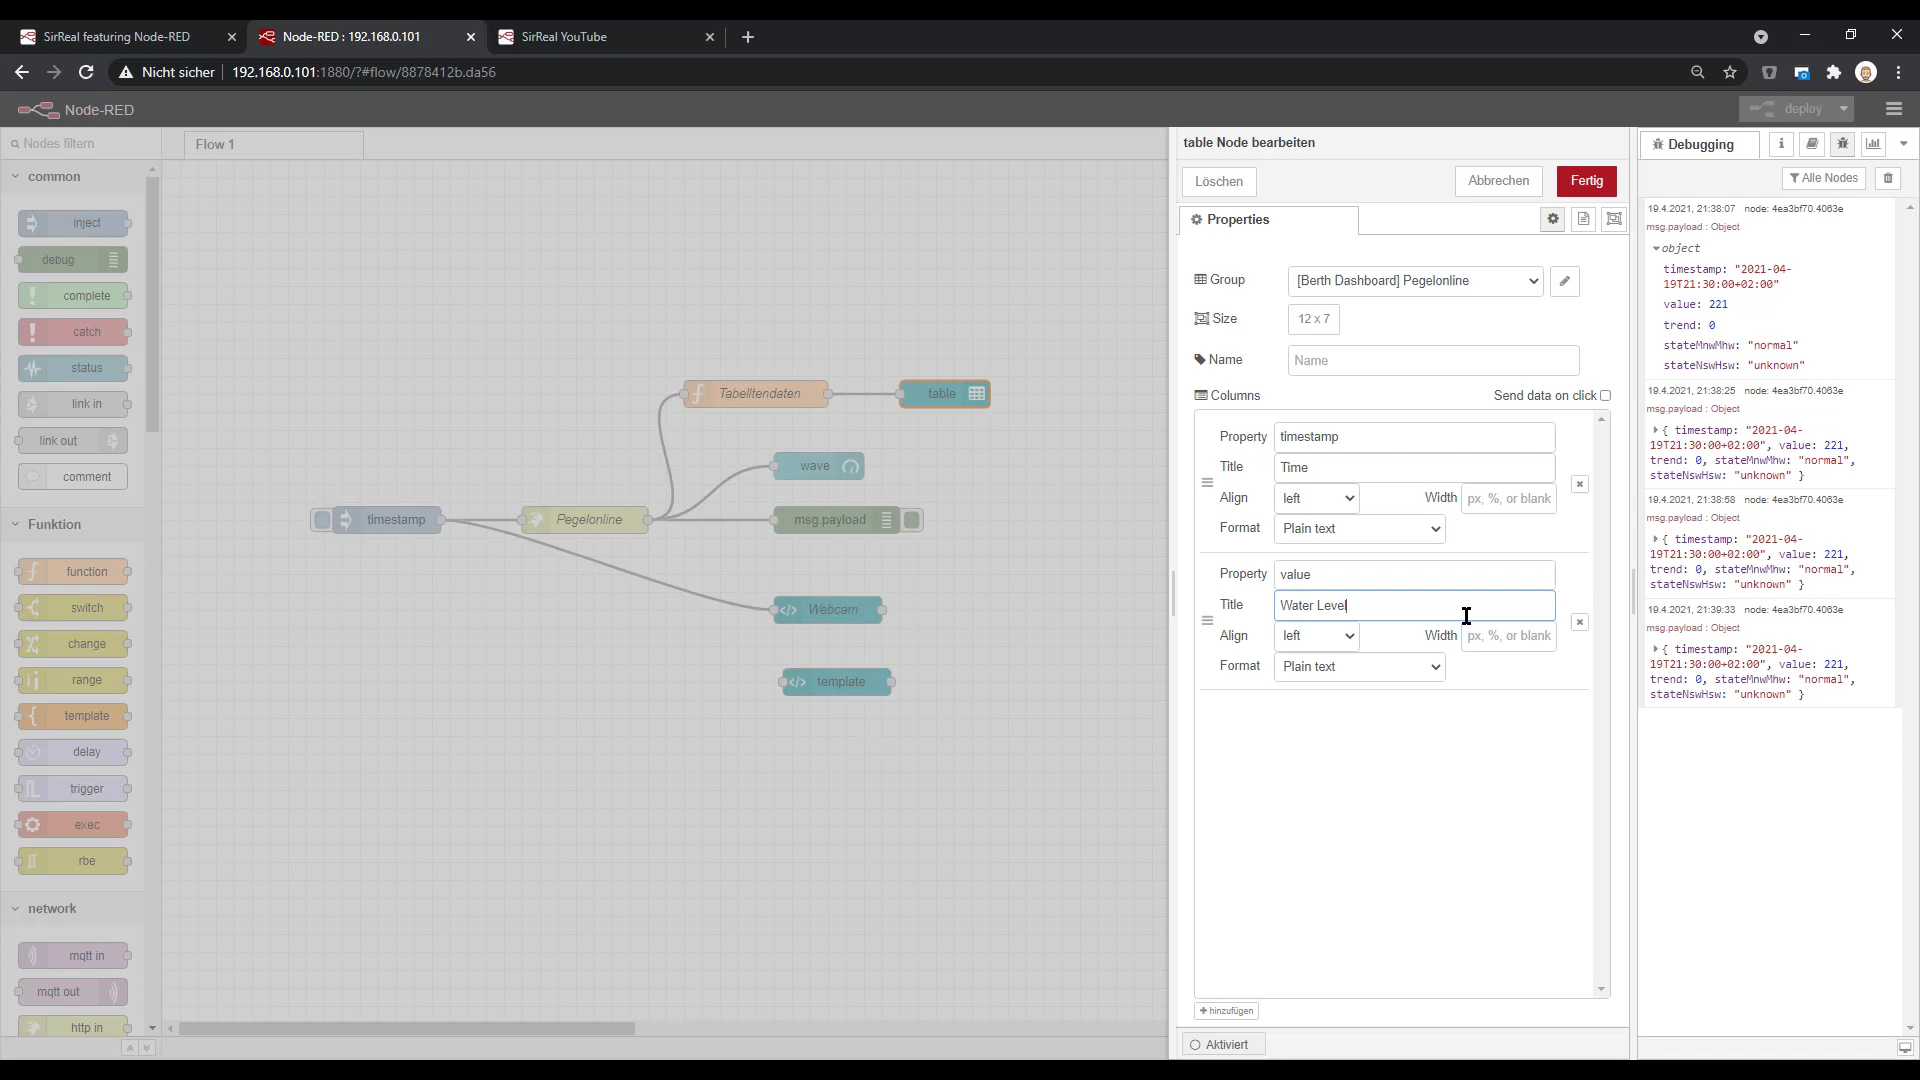 SirReal featuring Node-RED
Node-RED : 192.168.0.101
SirReal YouTube
Nicht sicher
192.168.0.101:1880/?#flow/8878412b.da56
Node-RED
deploy
Nodes filtern
Flow 1
common
inject
debug
complete
catch
status
link in
link out
comment
Funktion
function
switch
change
range
template
delay
trigger
exec
rbe
network
mqtt in
mqtt out
http in
Tabelltendaten
table
wave
timestamp
Pegelonline
msg.payload
Webcam
template
table Node bearbeiten
Löschen
Abbrechen
Fertig
Properties
Group
[Berth Dashboard] Pegelonline
Size
12 x 7
Name
Name
Columns
Send data on click
Property
timestamp
Title
Time
Align
left
Width
px, %, or blank
Format
Plain text
Property
value
Title
Water Level
Align
left
Width
px, %, or blank
Format
Plain text
hinzufügen
Aktiviert
Debugging
Alle Nodes
19.4.2021, 21:38:07 node: 4ea3bf70.4063e
msg.payload : Object
object
timestamp: "2021-04-
19T21:30:00+02:00"
value: 221
trend: 0
stateMnwMhw: "normal"
stateNswHsw: "unknown"
19.4.2021, 21:38:25 node: 4ea3bf70.4063e
msg.payload : Object
{ timestamp: "2021-04-
19T21:30:00+02:00", value: 221,
trend: 0, stateMnwMhw: "normal",
stateNswHsw: "unknown" }
19.4.2021, 21:38:58 node: 4ea3bf70.4063e
msg.payload : Object
{ timestamp: "2021-04-
19T21:30:00+02:00", value: 221,
trend: 0, stateMnwMhw: "normal",
stateNswHsw: "unknown" }
19.4.2021, 21:39:33 node: 4ea3bf70.4063e
msg.payload : Object
{ timestamp: "2021-04-
19T21:30:00+02:00", value: 221,
trend: 0, stateMnwMhw: "normal",
stateNswHsw: "unknown" }